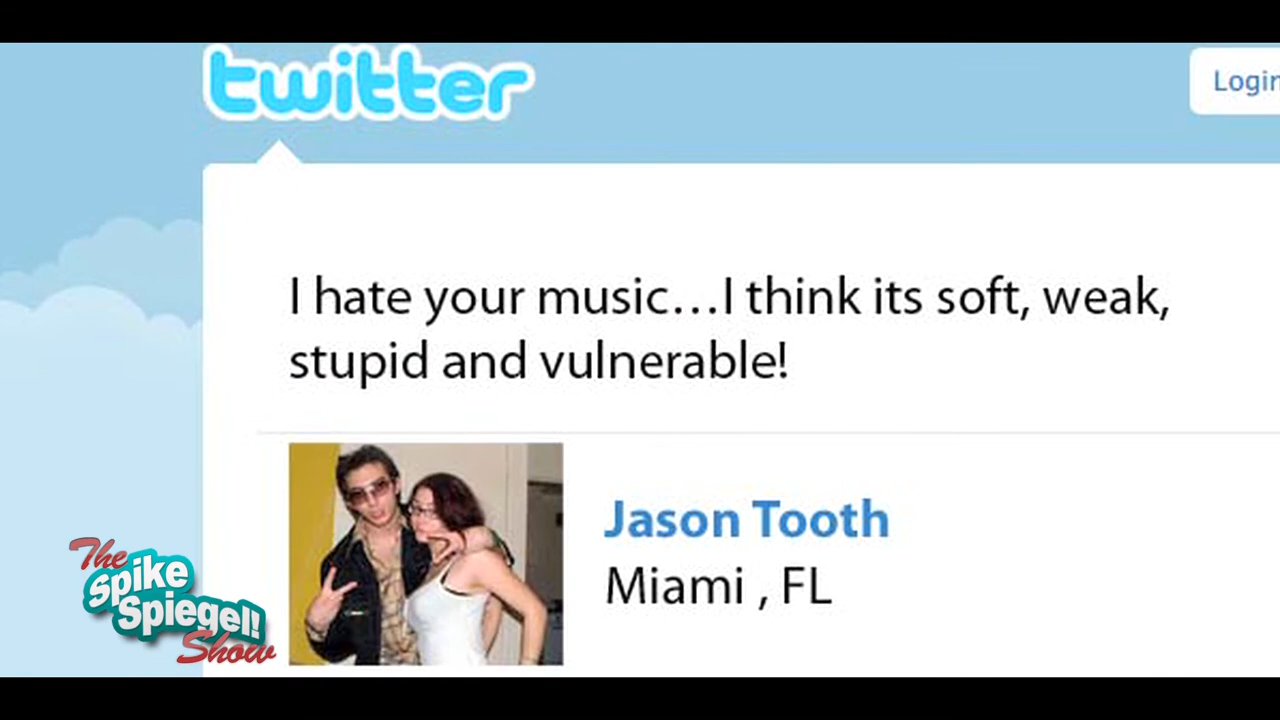 twitter
Login
I hate your music...I think its soft, weak,
stupid and vulnerable!
Jason Tooth
Miami , FL
The
Spike
Spiegel!
Show